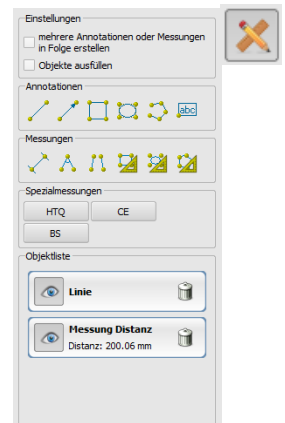 Einstellungen
mehrere Annotationen oder Messungen
in Folge erstellen
Objekte ausfüllen
Annotationen
abc
Messungen
Spezialmessungen
HTQ CE
BS
Objektliste
Linie
Messung Distanz
Distanz: 200.06 mm